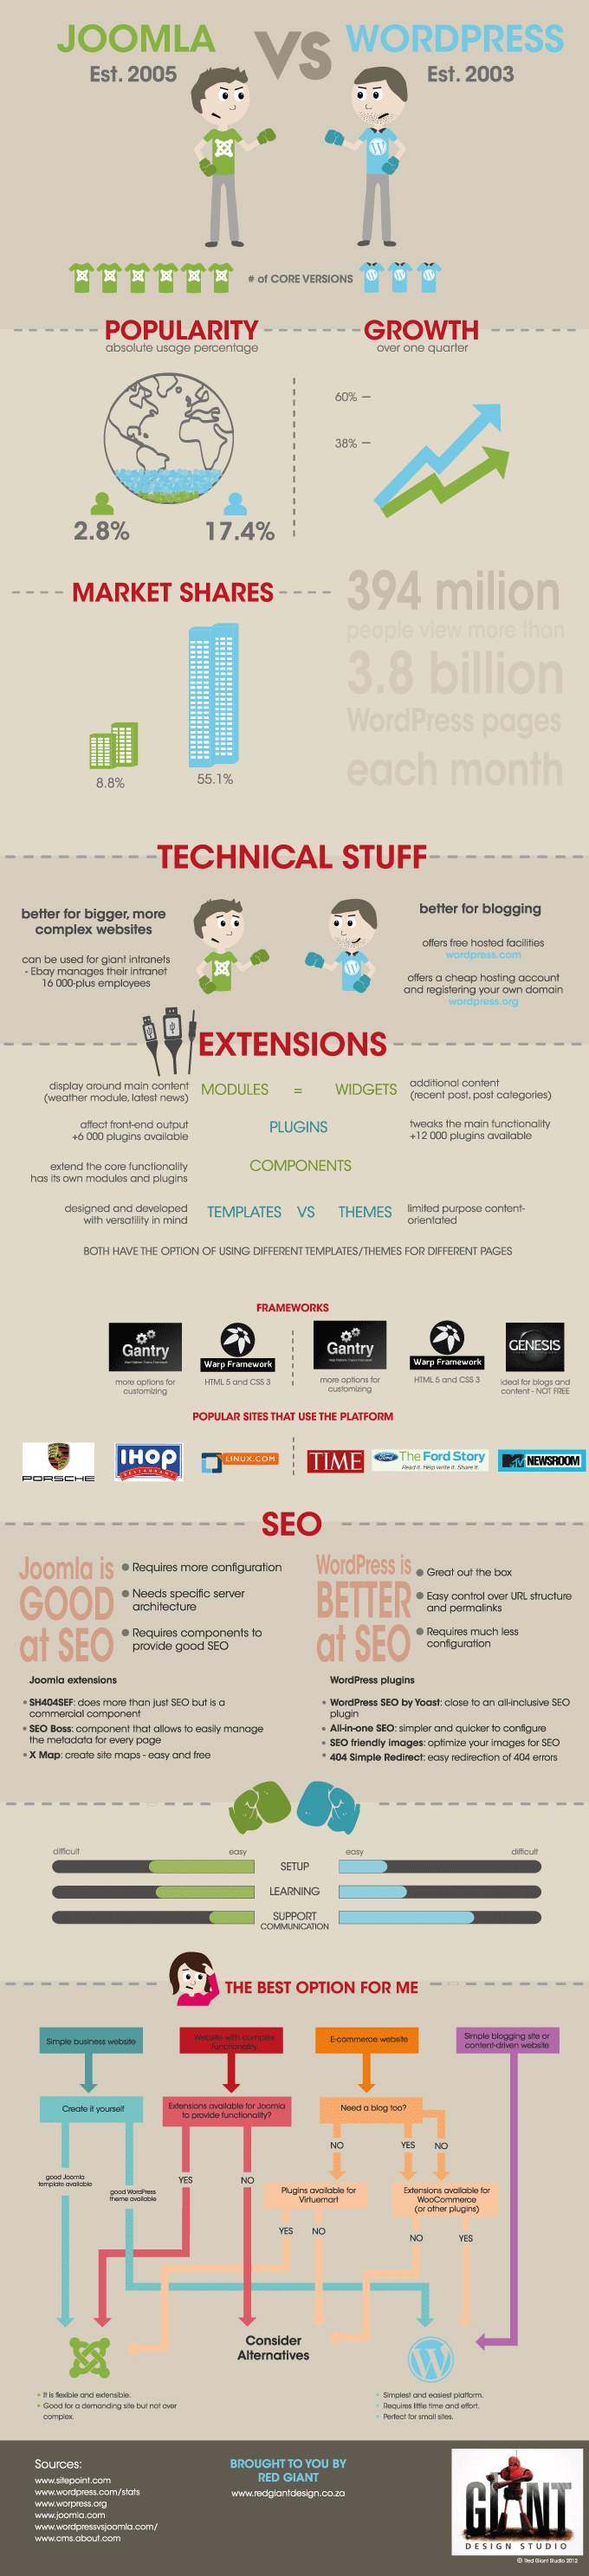 JOOMLA
VS
WORDPRESS
Est. 2005
Est. 2003
# of CORE VERSIONS
POPULARITY
absolute usage percentage
GROWTH
over one quarter
60%
38%
2.8%
17.4%
MARKET SHARES
8.8%
55.1%
394 milion
people view more than
3.8 billion
WordPress pages
each month
TECHNICAL STUFF
better for bigger, more
complex websites
can be used for giant intranets
- Ebay manages their intranet
16 000-plus employees
better for blogging
offers free hosted facilities
wordpress.com
offers a cheap hosting account
and registering your own domain
wordpress.org
EXTENSIONS
display around main content
(weather module, latest news)
MODULES = WIDGETS
additional content
(recent post, post categories)
affect front-end output
+6 000 plugins available
PLUGINS
tweaks the main functionality
+12 000 plugins available
extend the core functionality
has its own modules and plugins
COMPONENTS
designed and developed
with versatility in mind
TEMPLATES VS THEMES
limited purpose content-
orientated
BOTH HAVE THE OPTION OF USING DIFFERENT TEMPLATES/THEMES FOR DIFFERENT PAGES
FRAMEWORKS
Gantry
more options for
customizing
Warp Framework
HTML 5 and CSS 3
Gantry
more options for
customizing
Warp Framework
HTML 5 and CSS 3
GENESIS
ideal for blogs and
content - NOT FREE
POPULAR SITES THAT USE THE PLATFORM
PORSCHE
IHOP
RESTAURANT
LINUX.COM
TIME
Ford
The Ford Story
Read it. Help write it. Share it.
MTV NEWSROOM
SEO
Joomla is
GOOD
at SEO
Requires more configuration
Needs specific server
architecture
Requires components to
provide good SEO
WordPress is
BETTER
at SEO
Great out the box
Easy control over URL structure
and permalinks
Requires much less
configuration
Joomla extensions
SH404SEF: does more than just SEO but is a
commercial component
SEO Boss: component that allows to easily manage
the metadata for every page
X Map: create site maps - easy and free
WordPress plugins
WordPress SEO by Yoast: close to an all-inclusive SEO
plugin
All-in-one SEO: simpler and quicker to configure
SEO friendly images: optimize your images for SEO
404 Simple Redirect: easy redirection of 404 errors
difficult
easy
easy
difficult
SETUP
LEARNING
SUPPORT
COMMUNICATION
THE BEST OPTION FOR ME
Simple business website
Website with complex
functionality
E-commerce website
Simple blogging site or
content-driven website
Create it yourself
Extensions available for Joomla
to provide functionality?
Need a blog too?
NO
YES
NO
good Joomla
template available
good WordPress
theme available
YES
NO
Plugins available for
Virtuemart
Extensions available for
WooCommerce
(or other plugins)
YES
NO
NO
YES
Consider
Alternatives
It is flexible and extensible.
Good for a demanding site but not over
complex.
Simplest and easiest platform.
Requires little time and effort.
Perfect for small sites.
Sources:
www.sitepoint.com
www.wordpress.com/stats
www.worpress.org
www.joomla.com
www.wordpressvsjoomla.com/
www.cms.about.com
BROUGHT TO YOU BY
RED GIANT
www.redgiantdesign.co.za
GIANT
DESIGN STUDIO
© Red Giant Studio 2012